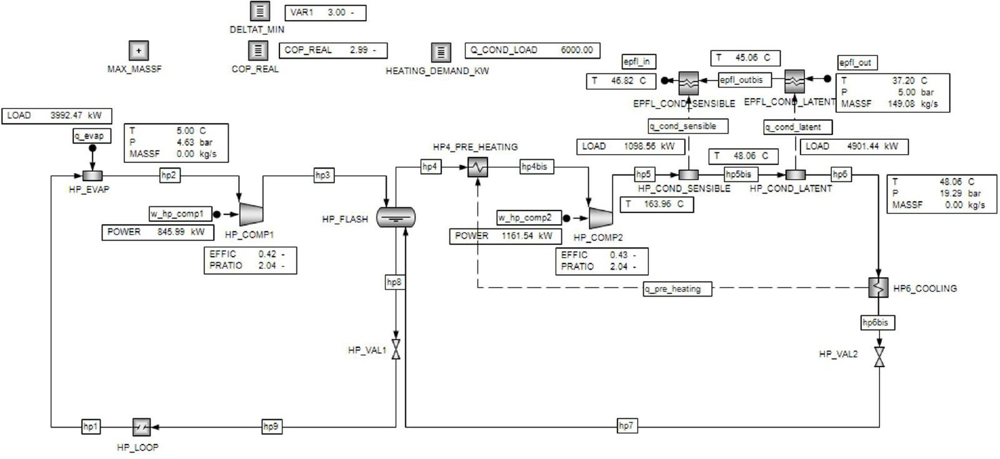 VAR1 3.00 -
DELTAT_MIN
+
MAX_MASSF
COP_REAL 2.99 -
COP_REAL
Q_COND_LOAD 6000.00
HEATING_DEMAND_KW
T 45.06 C
epfl_in
epfl_out
T 46.82 C
epfl_outbis
T 37.20 C
P 5.00 bar
MASSF 149.08 kg/s
EPFL_COND_SENSIBLE
EPFL_COND_LATENT
LOAD 3992.47 kW
q_cond_sensible
q_cond_latent
q_evap
T 5.00 C
P 4.63 bar
MASSF 0.00 kg/s
LOAD 1098.56 kW
T 48.06 C
LOAD 4901.44 kW
HP4_PRE_HEATING
hp2
hp3
hp4
hp4bis
hp5
hp5bis
hp6
HP_EVAP
HP_COND_SENSIBLE
HP_COND_LATENT
T 48.06 C
P 19.29 bar
MASSF 0.00 kg/s
T 163.96 C
w_hp_comp1
HP_FLASH
w_hp_comp2
POWER 845.99 kW
HP_COMP1
POWER 1161.54 kW
HP_COMP2
EFFIC 0.42 -
PRATIO 2.04 -
EFFIC 0.43 -
PRATIO 2.04 -
hp8
q_pre_heating
HP6_COOLING
hp6bis
HP_VAL1
HP_VAL2
hp1
hp9
hp7
HP_LOOP